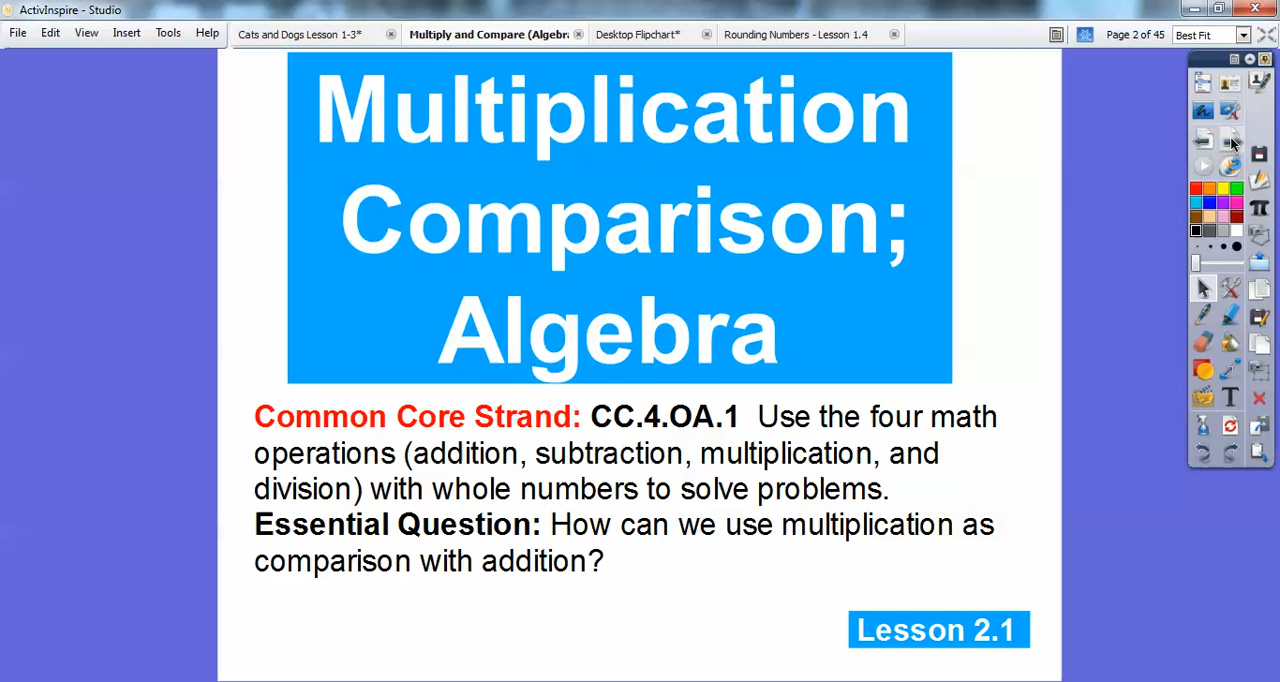 ActivInspire - Studio
File Edit View Insert Tools Help Cats and Dogs Lesson 1-3* Multiply and Compare (Algebr: Desktop Flipchart* Rounding Numbers - Lesson 1.4 Page 2 of 45 Best Fit
Multiplication
Comparison;
Algebra
Common Core Strand: CC.4.OA.1 Use the four math
operations (addition, subtraction, multiplication, and
division) with whole numbers to solve problems.
Essential Question: How can we use multiplication as
comparison with addition?
Lesson 2.1